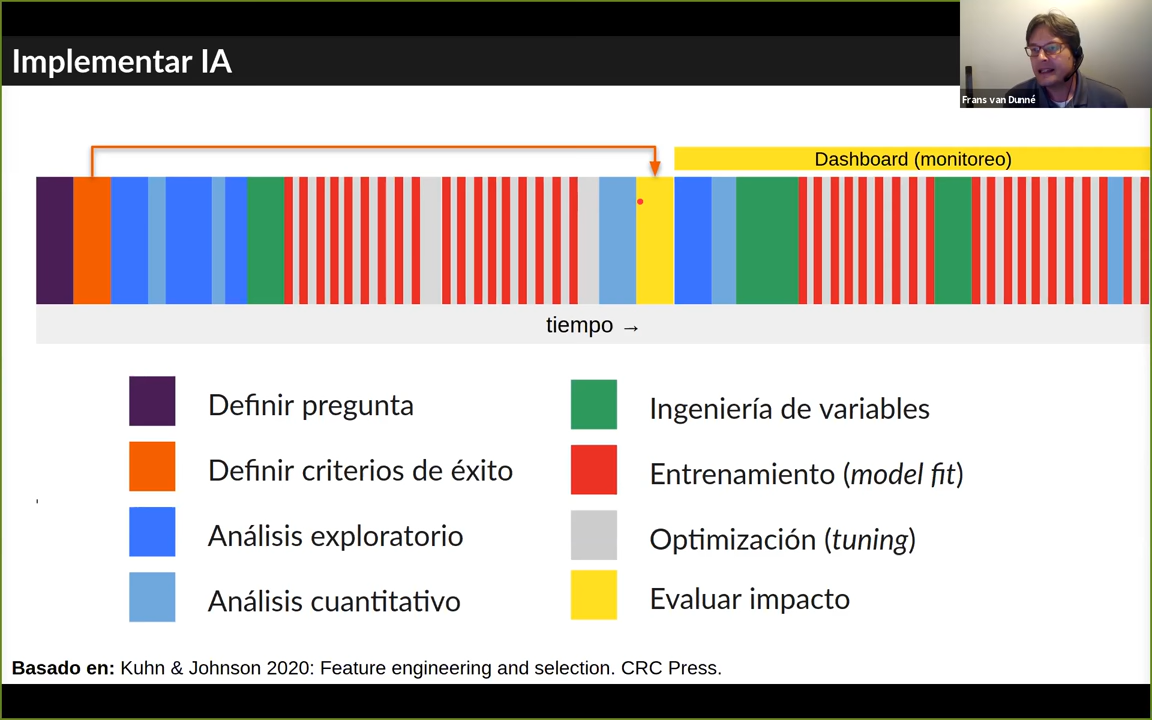 Implementar IA
Frans van Dunné
Dashboard (monitoreo)
tiempo →
Definir pregunta
Definir criterios de éxito
Análisis exploratorio
Análisis cuantitativo
Ingeniería de variables
Entrenamiento (model fit)
Optimización (tuning)
Evaluar impacto
Basado en: Kuhn & Johnson 2020: Feature engineering and selection. CRC Press.